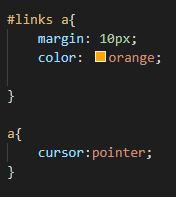 #links a{
margin: 10px;
color: orange;
}
a{
cursor:pointer;
}